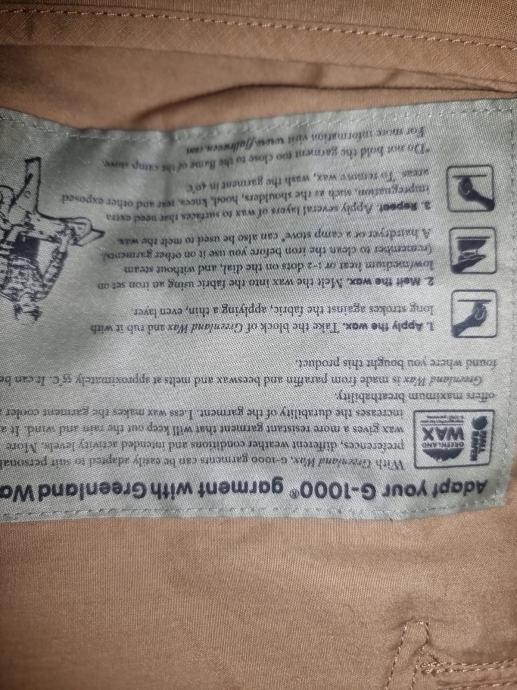 Adapt your G-1000® garment with Greenland Wa
With Greenland Wax, G-1000 garments can be easily adapted to suit personal
preferences, different weather conditions and intended activity levels. More
wax gives a more resistant garment that will keep out the rain and wind. It a
increases the durability of the garment. Less wax makes the garment cooler a
offers maximum breathability.
Greenland Wax is made from paraffin and beeswax and melts at approximately 55°C. It can be
found where you bought this product.
GREENLAND
WAX
1. Apply the wax. Take the block of Greenland Wax and rub it with
long strokes against the fabric, applying a thin, even layer.
2. Melt the wax. Melt the wax into the fabric using an iron set on
low/medium heat or 1-2 dots on the dial, and without steam
(remember to clean the iron before you use it on other garments).
A hairdryer or a camp stove* can also be used to melt the wax.
3. Repeat. Apply several layers of wax to surfaces that need extra
impregnation, such as the shoulders, hood, knees, rear and other exposed
areas. To remove wax, wash the garment in 40°C
*Do not hold the garment too close to the flame of the camp stove.
For more information visit www.fjallraven.com